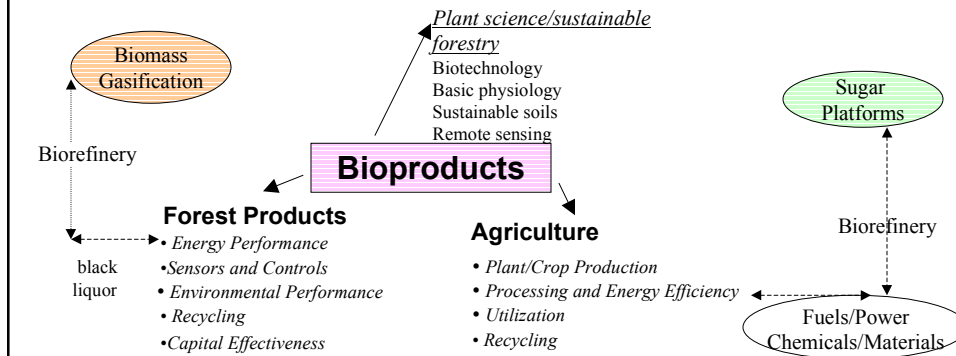 Plant science/sustainable
forestry
Biotechnology
Basic physiology
Sustainable soils
Remote sensing
Biomass
Gasification
Sugar
Platforms
Biorefinery
Bioproducts
Forest Products
• Energy Performance
•Sensors and Controls
• Environmental Performance
• Recycling
•Capital Effectiveness
black
liquor
Agriculture
• Plant/Crop Production
• Processing and Energy Efficiency
• Utilization
• Recycling
Biorefinery
Fuels/Power
Chemicals/Materials